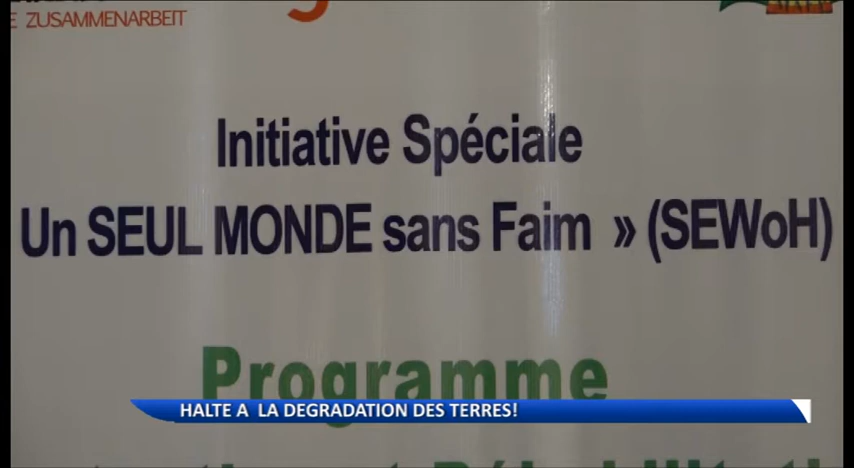 E ZUSAMMENARBEIT
Initiative Spéciale
Un SEUL MONDE sans Faim » (SEWoH)
Programme
HALTE A LA DEGRADATION DES TERRES!